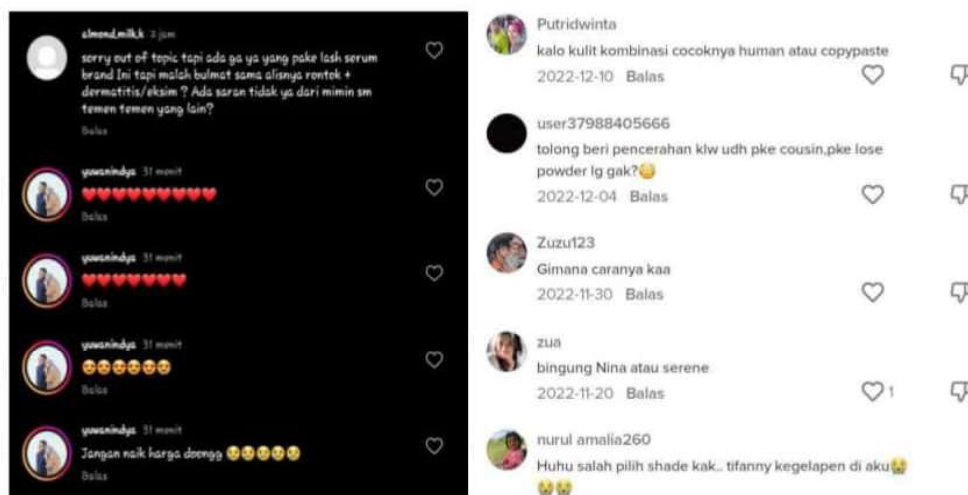 almond.milk.k 3 jam
sorry out of topic tapi ada ga ya yang pake lash serum
brand Ini tapi malah bulmat sama alisnya rontok +
dermatitis/eksim ? Ada saran tidak ya dari mimin sm
temen temen yang lain?
Balas
yuwanindya 31 menit
❤❤❤❤❤❤❤❤❤
Balas
yuwanindya 31 menit
❤❤❤❤❤❤❤
Balas
yuwanindya 31 menit
Balas
yuwanindya 31 menit
Jangan naik harga doongg 😢😢😢😢😢
Balas
Putridwinta
kalo kulit kombinasi cocoknya human atau copypaste
2022-12-10 Balas
user37988405666
tolong beri pencerahan klw udh pke cousin,pke lose
powder lg gak?😳
2022-12-04 Balas
Zuzu123
Gimana caranya kaa
2022-11-30 Balas
zua
bingung Nina atau serene
2022-11-20 Balas
1
nurul amalia260
Huhu salah pilih shade kak.. tifanny kegelapen di aku😭
😭😭